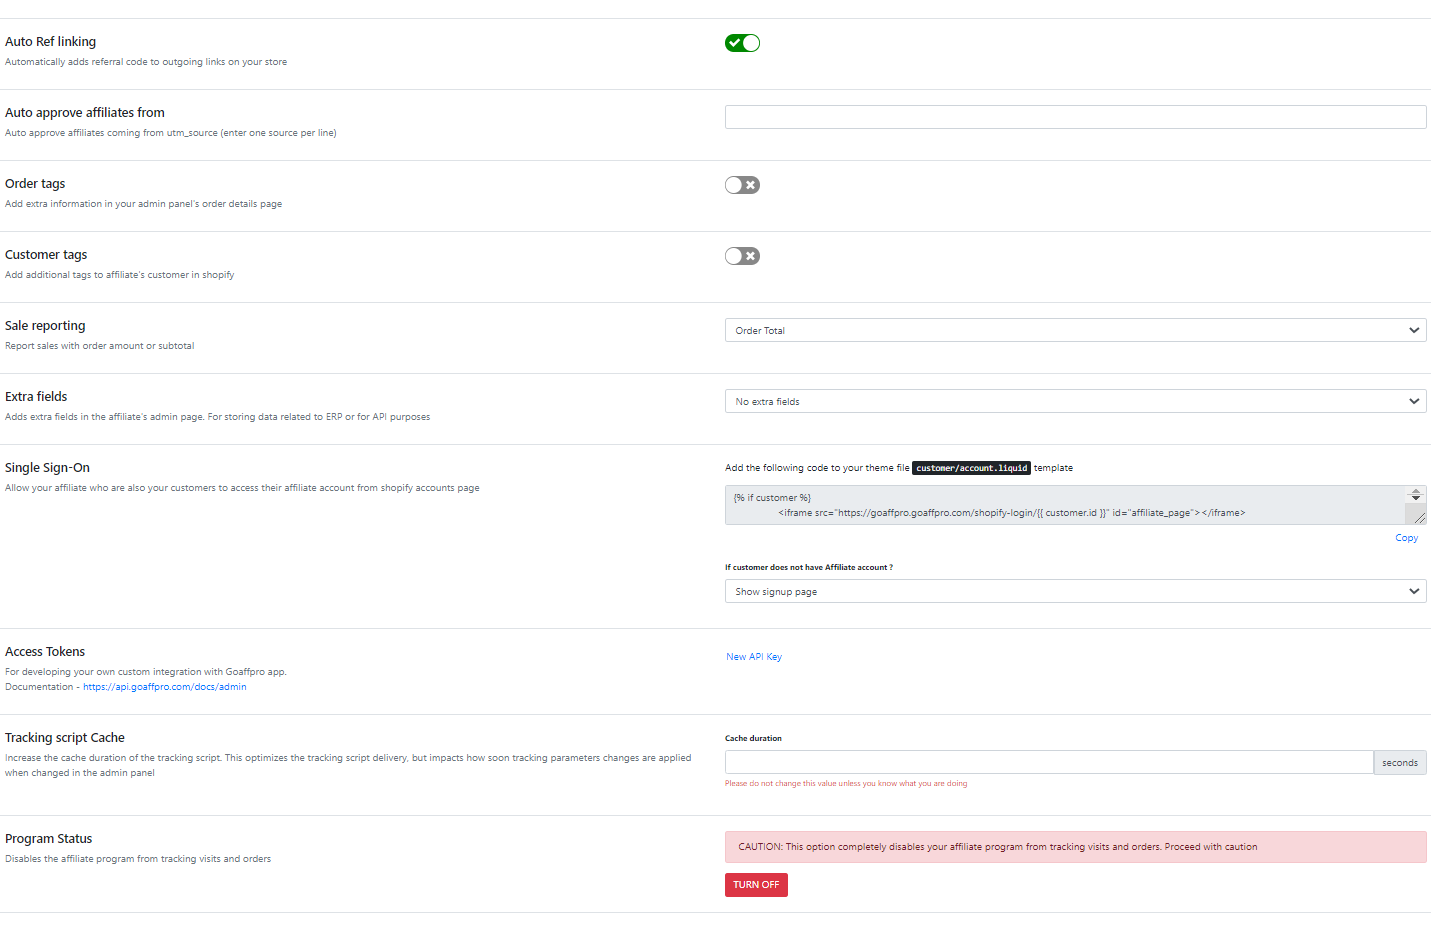 Auto Ref linking
Automatically adds referral code to outgoing links on your store
Auto approve affiliates from
Auto approve affiliates coming from utm_source (enter one source per line)
Order tags
Add extra information in your admin panel's order details page
Customer tags
Add additional tags to affiliate's customer in shopify
Sale reporting
Report sales with order amount or subtotal
Order Total
Extra fields
Adds extra fields in the affiliate's admin page. For storing data related to ERP or for API purposes
No extra fields
Single Sign-On
Allow your affiliate who are also your customers to access their affiliate account from shopify accounts page
Add the following code to your theme file customer/account.liquid template
{% if customer %}
<iframe src="https://goaffpro.goaffpro.com/shopify-login/{{ customer.id }}" id="affiliate_page"></iframe>
Copy
If customer does not have Affiliate account ?
Show signup page
Access Tokens
For developing your own custom integration with Goaffpro app.
Documentation - https://api.goaffpro.com/docs/admin
New API Key
Tracking script Cache
Increase the cache duration of the tracking script. This optimizes the tracking script delivery, but impacts how soon tracking parameters changes are applied
when changed in the admin panel
Cache duration
seconds
Please do not change this value unless you know what you are doing
Program Status
Disables the affiliate program from tracking visits and orders
CAUTION: This option completely disables your affiliate program from tracking visits and orders. Proceed with caution
TURN OFF